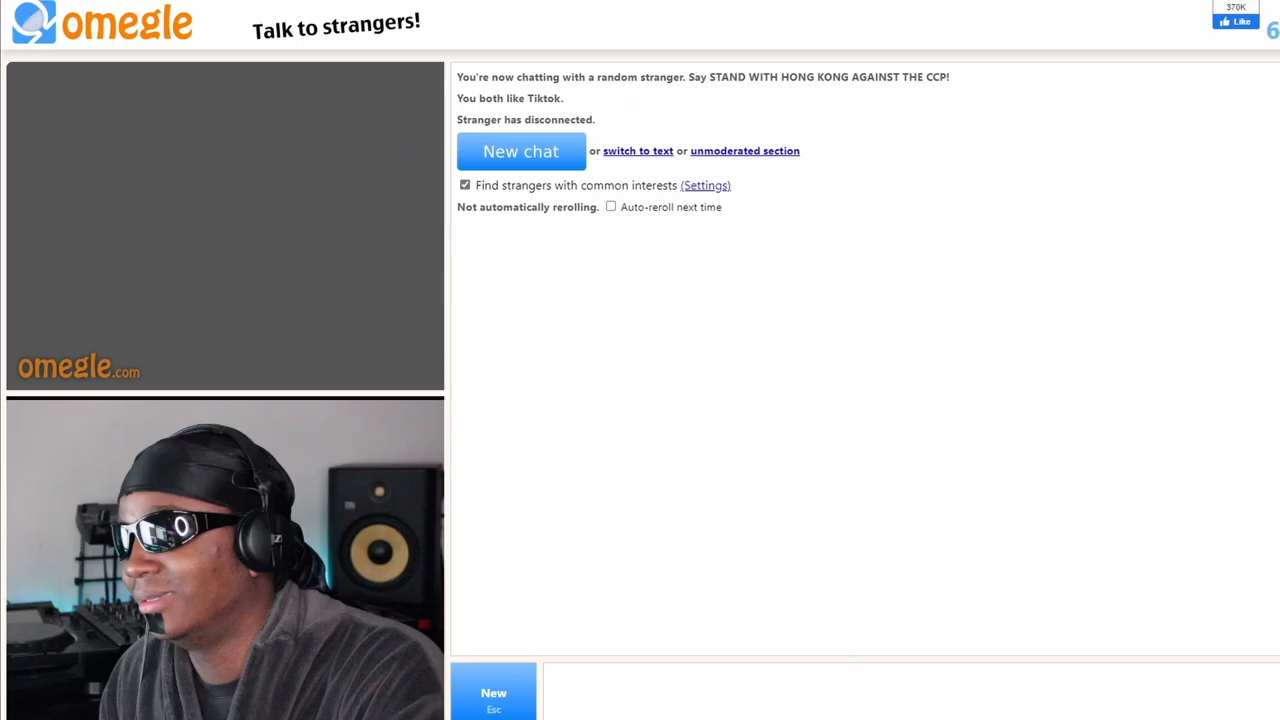 omegle
Talk to strangers!
370K
Like
6
You're now chatting with a random stranger. Say STAND WITH HONG KONG AGAINST THE CCP!
You both like Tiktok.
Stranger has disconnected.
New chat or switch to text or unmoderated section
Find strangers with common interests (Settings)
Not automatically rerolling. Auto-reroll next time
omegle.com
New
Esc